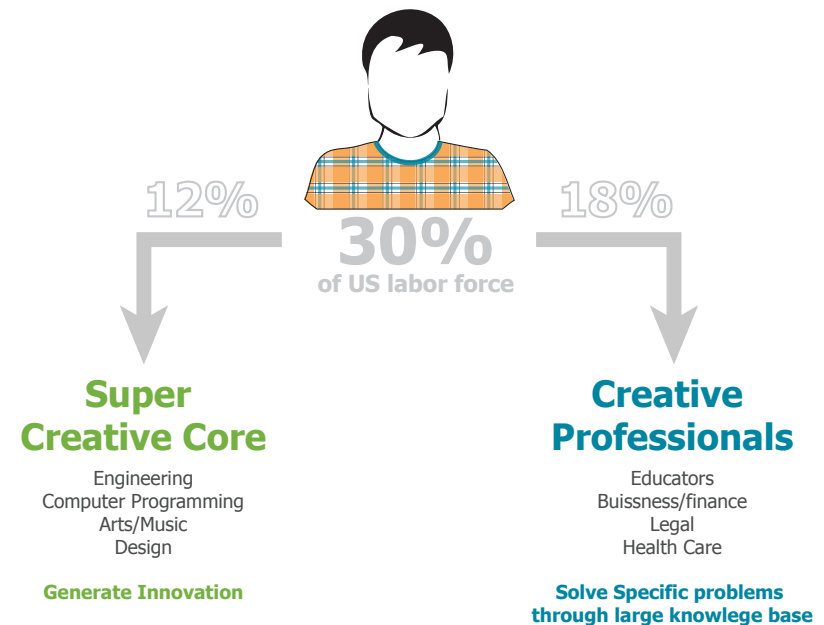 12%
18%
30%
of US labor force
Super
Creative Core
Engineering
Computer Programming
Arts/Music
Design
Generate Innovation
Creative
Professionals
Educators
Buissness/finance
Legal
Health Care
Solve Specific problems
through large knowlege base